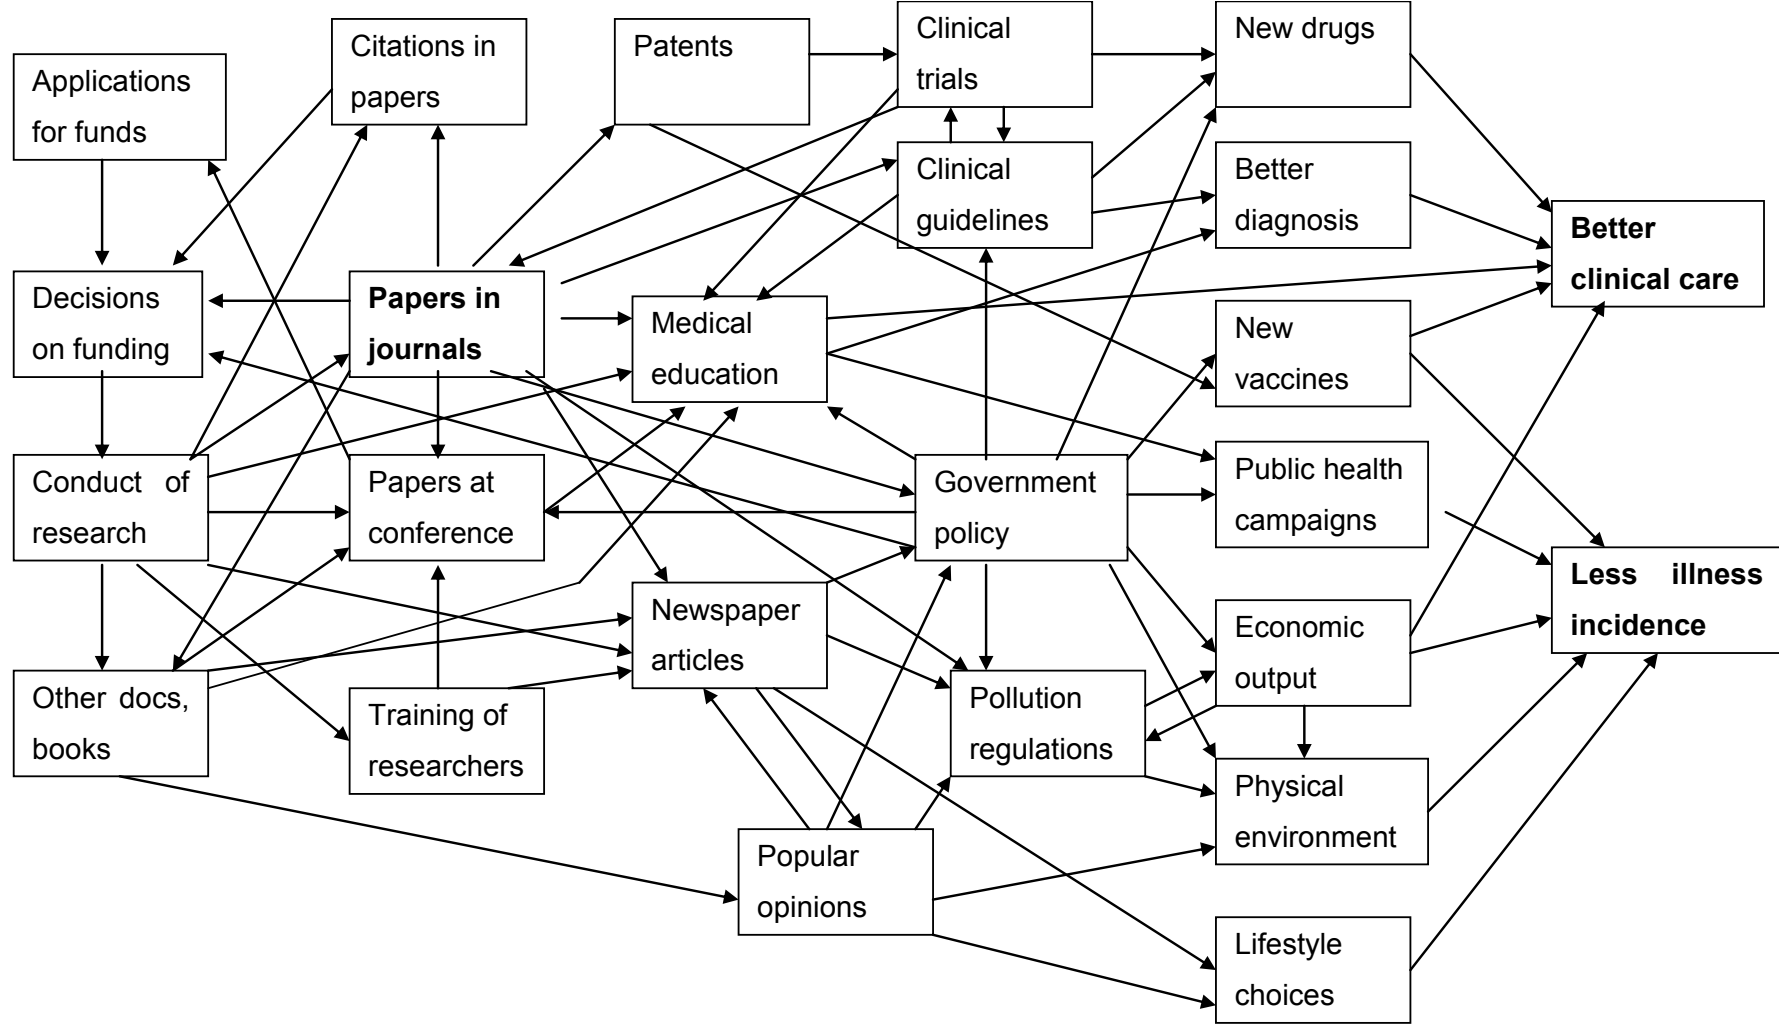 Applications
for funds
Citations in
papers
Patents
Clinical
trials
New drugs
Clinical
guidelines
Better
diagnosis
Better
clinical care
Decisions
on funding
Papers in
journals
Medical
education
New
vaccines
Conduct of
research
Papers at
conference
Government
policy
Public health
campaigns
Less illness
incidence
Newspaper
articles
Economic
output
Other docs,
books
Training of
researchers
Pollution
regulations
Physical
environment
Popular
opinions
Lifestyle
choices